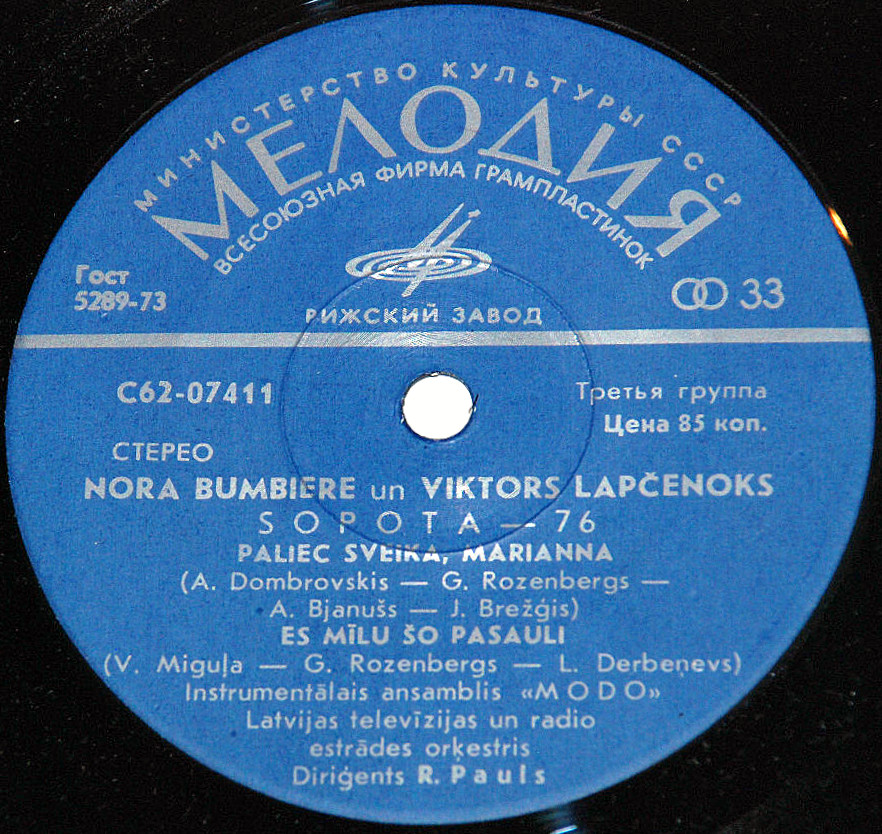 МИНИСТЕРСТВО КУЛЬТУРЫ СССР
МЕЛОДИЯ
ВСЕСОЮЗНАЯ ФИРМА ГРАМПЛАСТИНОК
Гост
5289-73
33
РИЖСКИЙ ЗАВОД
С62-07411
Третья группа
Цена 85 коп.
СТЕРЕО
NORA BUMBIERE un VIKTORS LAPČENOKS
SOPOTA — 76
PALIEC SVEIKA, MARIANNA
(A. Dombrovskis — G. Rozenbergs —
A. Bjanušs — J. Brežģis)
ES MĪLU ŠO PASAULI
(V. Miguļa — G. Rozenbergs — L. Derbeņevs)
Instrumentālais ansamblis «MODO»
Latvijas televīzijas un radio
estrādes orķestris
Diriģents R. Pauls